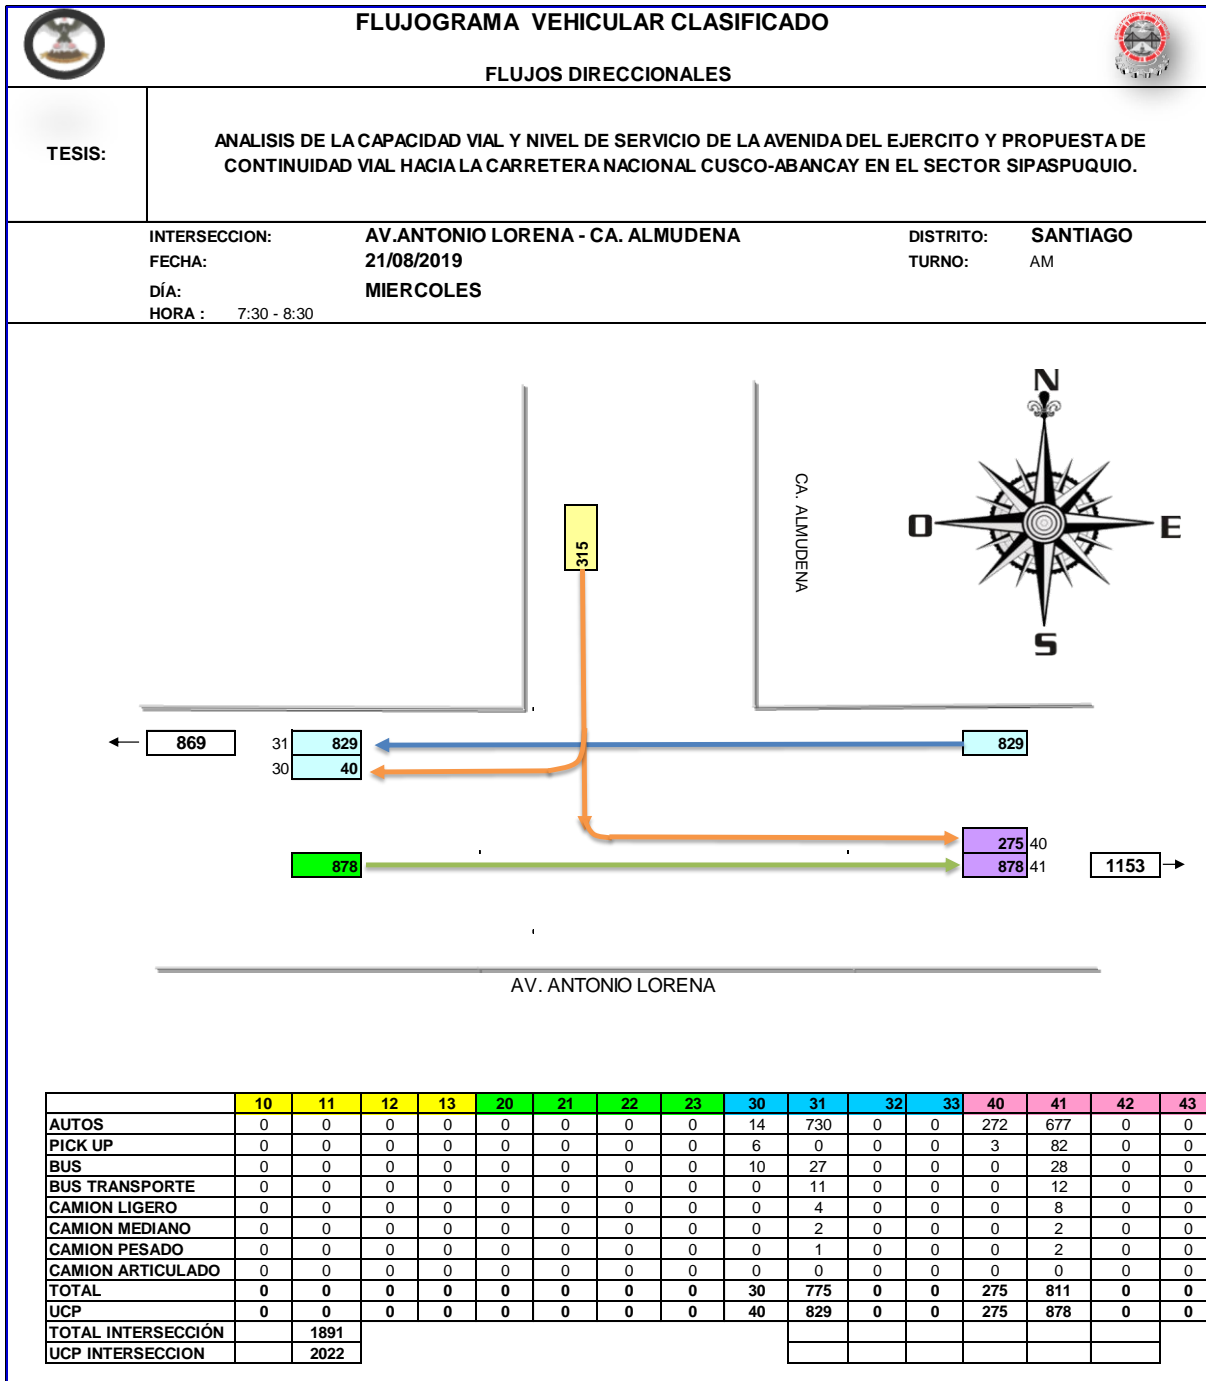 FLUJOGRAMA VEHICULAR CLASIFICADO
FLUJOS DIRECCIONALES
TESIS:
ANALISIS DE LA CAPACIDAD VIAL Y NIVEL DE SERVICIO DE LA AVENIDA DEL EJERCITO Y PROPUESTA DE
CONTINUIDAD VIAL HACIA LA CARRETERA NACIONAL CUSCO-ABANCAY EN EL SECTOR SIPASPUQUIO.
INTERSECCION: AV.ANTONIO LORENA - CA. ALMUDENA DISTRITO: SANTIAGO
FECHA: 21/08/2019 TURNO: AM
DÍA: MIERCOLES
HORA : 7:30 - 8:30
N
O E
S
CA. ALMUDENA
315
869 31 829 829
30 40
275 40
878 878 41 1153
AV. ANTONIO LORENA
10 11 12 13 20 21 22 23 30 31 32 33 40 41 42 43
AUTOS 0 0 0 0 0 0 0 0 14 730 0 0 272 677 0 0
PICK UP 0 0 0 0 0 0 0 0 6 0 0 0 3 82 0 0
BUS 0 0 0 0 0 0 0 0 10 27 0 0 0 28 0 0
BUS TRANSPORTE 0 0 0 0 0 0 0 0 0 11 0 0 0 12 0 0
CAMION LIGERO 0 0 0 0 0 0 0 0 0 4 0 0 0 8 0 0
CAMION MEDIANO 0 0 0 0 0 0 0 0 0 2 0 0 0 2 0 0
CAMION PESADO 0 0 0 0 0 0 0 0 0 1 0 0 0 2 0 0
CAMION ARTICULADO 0 0 0 0 0 0 0 0 0 0 0 0 0 0 0 0
TOTAL 0 0 0 0 0 0 0 0 30 775 0 0 275 811 0 0
UCP 0 0 0 0 0 0 0 0 40 829 0 0 275 878 0 0
TOTAL INTERSECCIÓN 1891
UCP INTERSECCION 2022